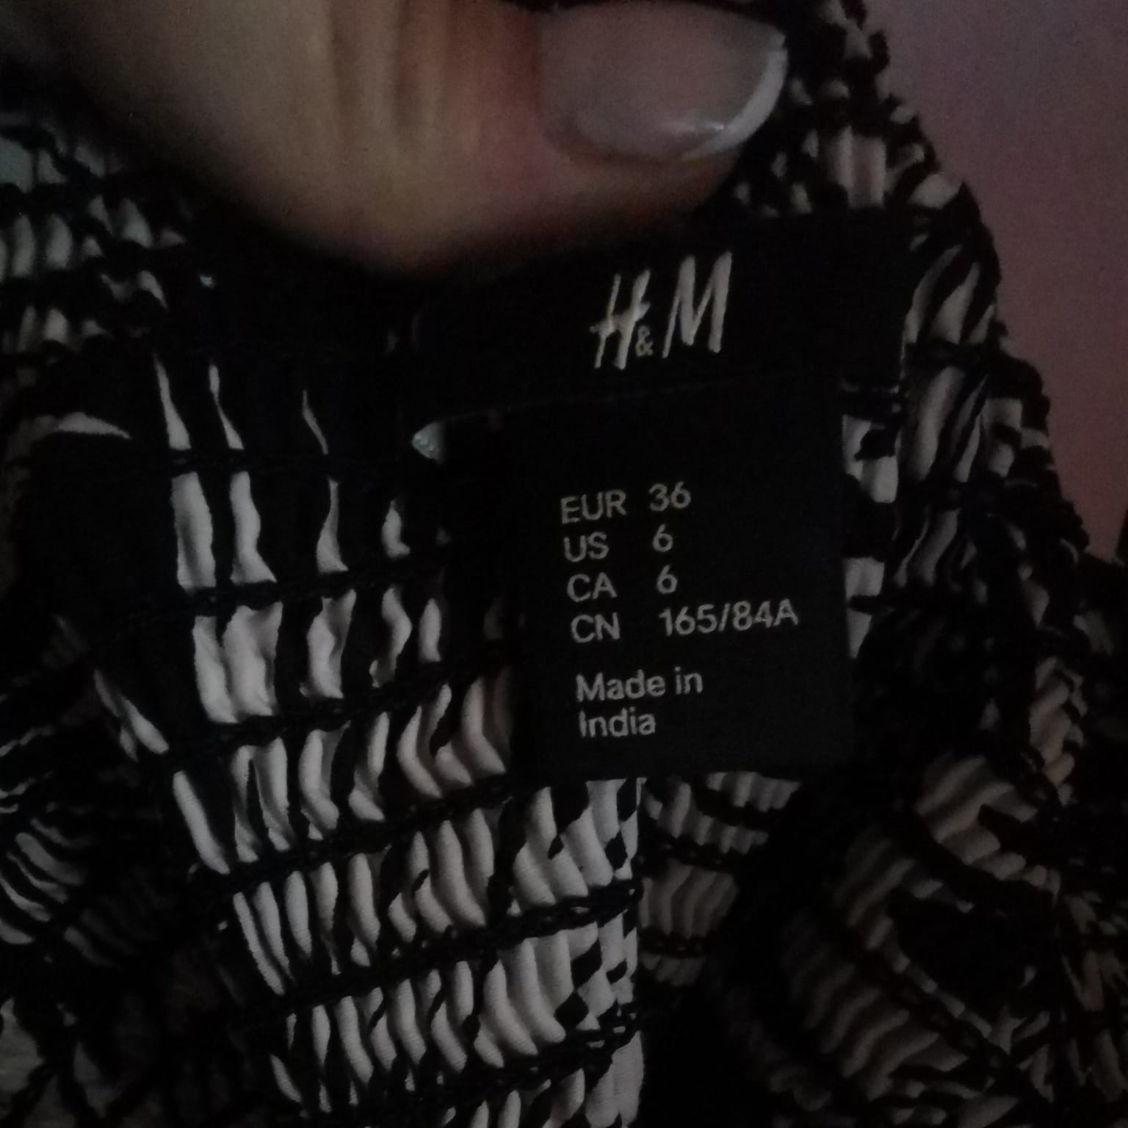 H&M
EUR 36
US 6
CA 6
CN 165/84A
Made in
India